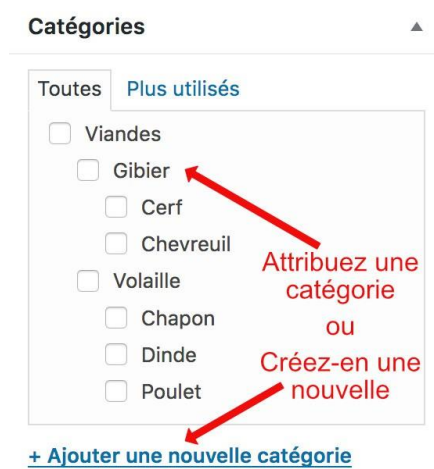 Catégories
Toutes
Plus utilisés
Viandes
Gibier
Cerf
Chevreuil
Volaille
Chapon
Dinde
Poulet
Attribuez une
catégorie
ou
Créez-en une
nouvelle
+ Ajouter une nouvelle catégorie